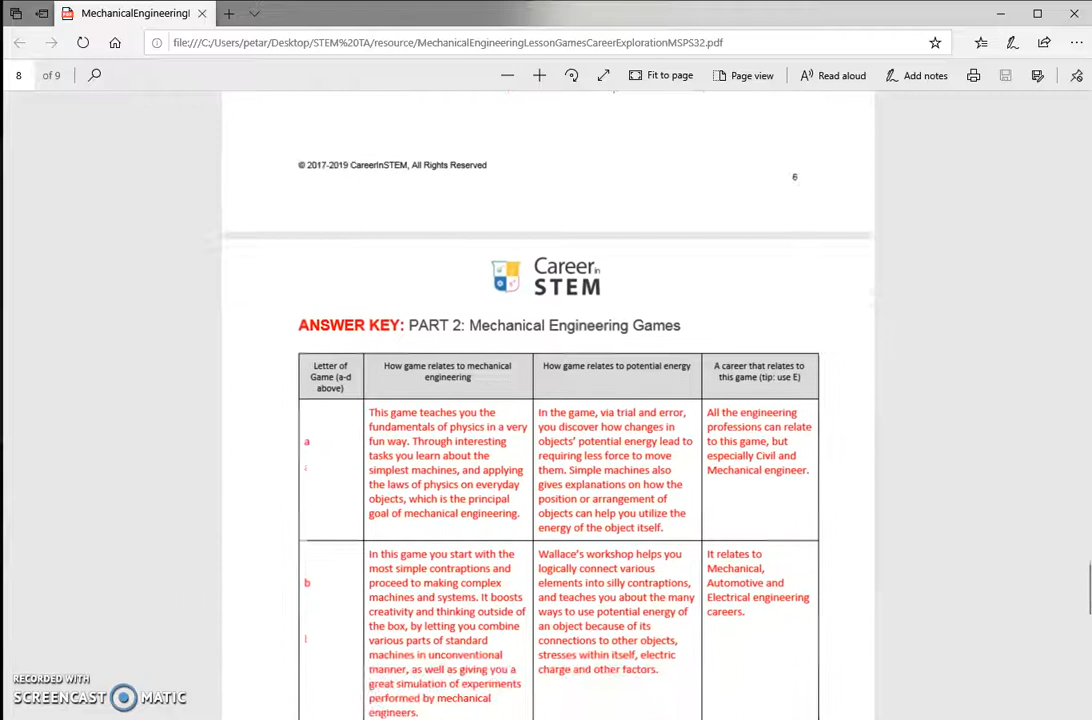 MechanicalEngineeringl
file:///C:/Users/petar/Desktop/STEM%20TA/resource/MechanicalEngineeringLessonGamesCareerExplorationMSPS32.pdf
8 of 9
Fit to page
Page view
Read aloud
Add notes
© 2017-2019 CareerInSTEM, All Rights Reserved
6
Career in
STEM
ANSWER KEY: PART 2: Mechanical Engineering Games
Letter of
Game (a-d
above)
How game relates to mechanical
engineering
How game relates to potential energy
A career that relates to
this game (tip: use E)
a
This game teaches you the
fundamentals of physics in a very
fun way. Through interesting
tasks you learn about the
simplest machines, and applying
the laws of physics on everyday
objects, which is the principal
goal of mechanical engineering.
In the game, via trial and error,
you discover how changes in
objects' potential energy lead to
requiring less force to move
them. Simple machines also
gives explanations on how the
position or arrangement of
objects can help you utilize the
energy of the object itself.
All the engineering
professions can relate
to this game, but
especially Civil and
Mechanical engineer.
b
In this game you start with the
most simple contraptions and
proceed to making complex
machines and systems. It boosts
creativity and thinking outside of
the box, by letting you combine
various parts of standard
machines in unconventional
manner, as well as giving you a
great simulation of experiments
performed by mechanical
engineers.
Wallace's workshop helps you
logically connect various
elements into silly contraptions,
and teaches you about the many
ways to use potential energy of
an object because of its
connections to other objects,
stresses within itself, electric
charge and other factors.
It relates to
Mechanical,
Automotive and
Electrical engineering
careers.
RECORDED WITH
SCREENCAST MATIC